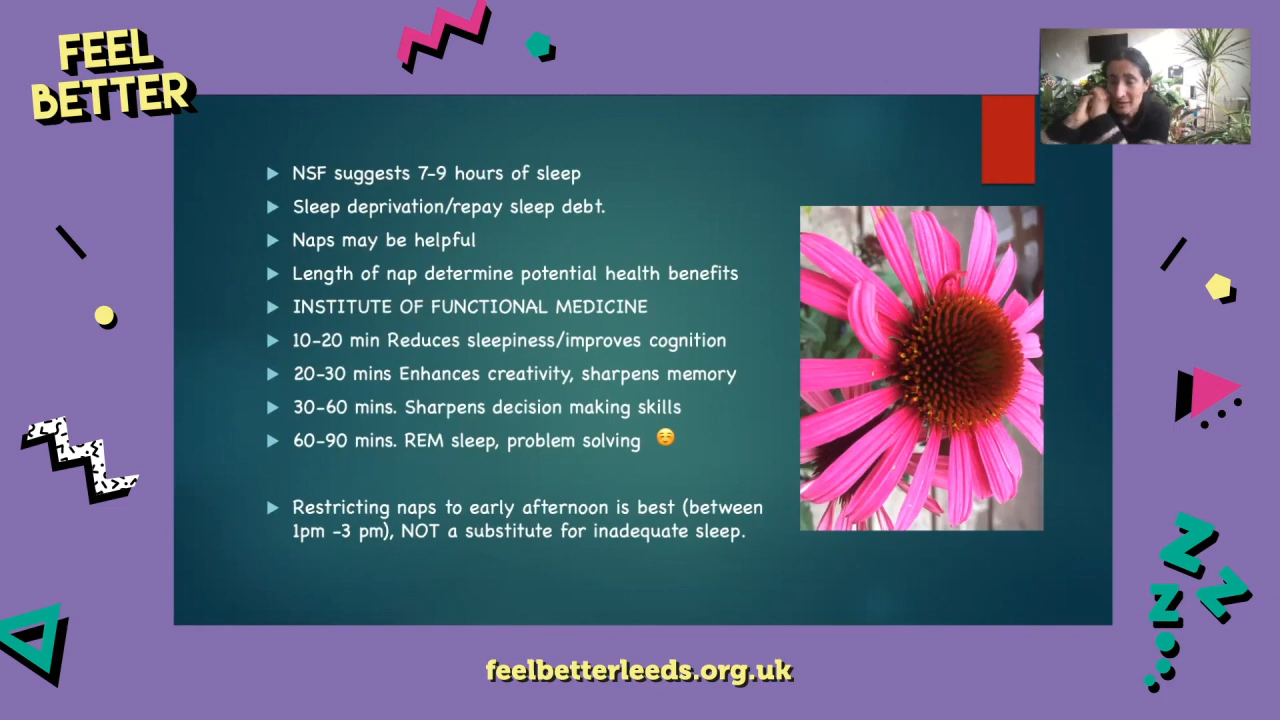 FEEL
BETTER
NSF suggests 7-9 hours of sleep
Sleep deprivation/repay sleep debt.
Naps may be helpful
Length of nap determine potential health benefits
INSTITUTE OF FUNCTIONAL MEDICINE
10-20 min Reduces sleepiness/improves cognition
20-30 mins Enhances creativity, sharpens memory
30-60 mins. Sharpens decision making skills
60-90 mins. REM sleep, problem solving ☺️
Restricting naps to early afternoon is best (between
1pm -3 pm), NOT a substitute for inadequate sleep.
Z
Z
Z
feelbetterleeds.org.uk